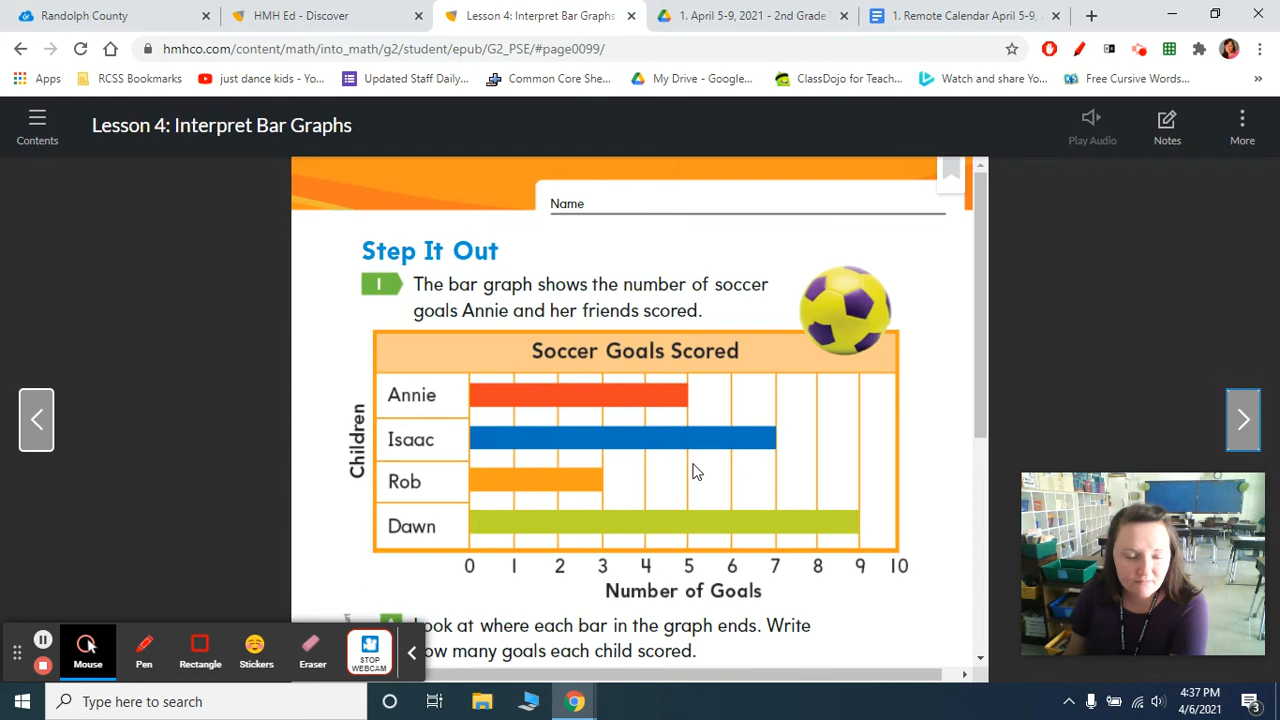 Randolph County
HMH Ed - Discover
Lesson 4: Interpret Bar Graphs
1. April 5-9, 2021 - 2nd Grade
1. Remote Calendar April 5-9,
hmhco.com/content/math/into_math/g2/student/epub/G2_PSE/#page0099/
Apps
RCSS Bookmarks
just dance kids - Yo...
Updated Staff Daily...
Common Core She...
My Drive - Google...
ClassDojo for Teach...
Watch and share Yo...
Free Cursive Words...
Contents
Lesson 4: Interpret Bar Graphs
Play Audio
Notes
More
Name
Step It Out
1 The bar graph shows the number of soccer
goals Annie and her friends scored.
Soccer Goals Scored
Children
Annie
Isaac
Rob
Dawn
0 1 2 3 4 5 6 7 8 9 10
Number of Goals
Look at where each bar in the graph ends. Write
ow many goals each child scored.
Mouse
Pen
Rectangle
Stickers
Eraser
STOP
WEBCAM
Type here to search
4:37 PM
4/6/2021
3